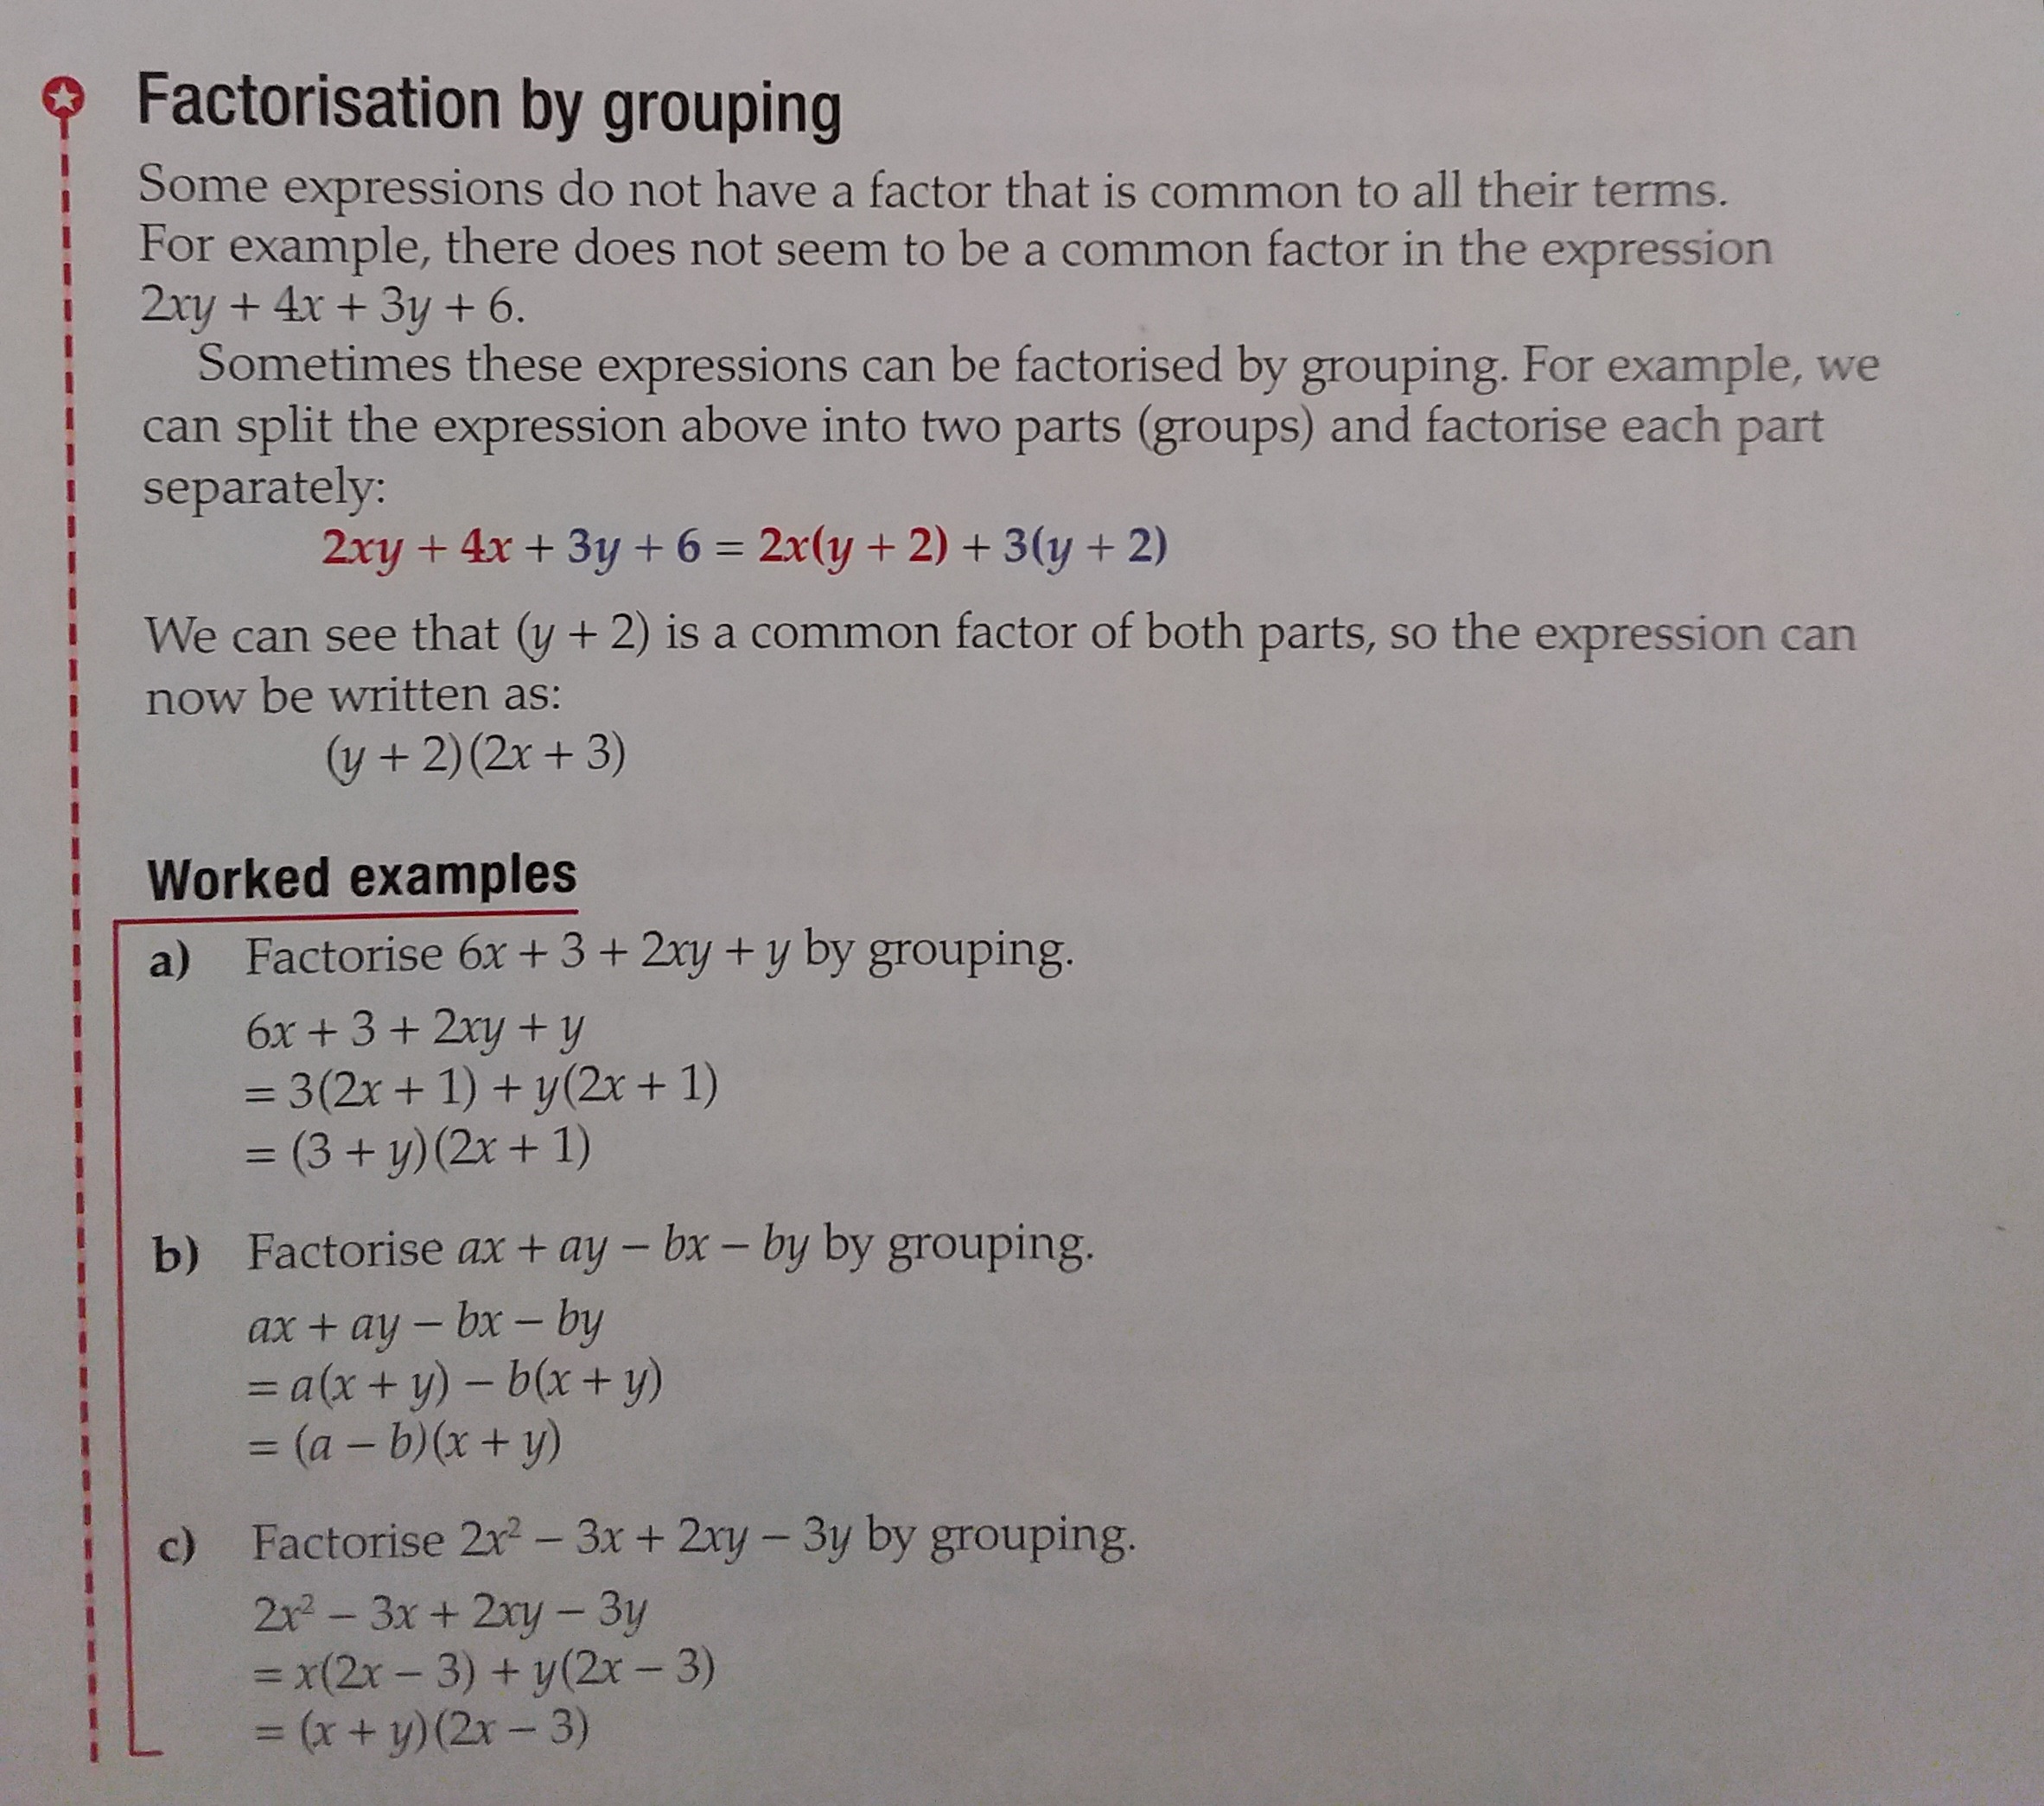 Factorisation by grouping
Some expressions do not have a factor that is common to all their terms.
For example, there does not seem to be a common factor in the expression
2xy + 4x + 3y + 6.
Sometimes these expressions can be factorised by grouping. For example, we
can split the expression above into two parts (groups) and factorise each part
separately:
2xy + 4x + 3y + 6 = 2x(y + 2) + 3(y + 2)
We can see that (y + 2) is a common factor of both parts, so the expression can
now be written as:
(y + 2)(2x + 3)
Worked examples
a) Factorise 6x + 3 + 2xy + y by grouping.
6x + 3 + 2xy + y
= 3(2x + 1) + y(2x + 1)
= (3 + y)(2x + 1)
b) Factorise ax + ay – bx – by by grouping.
ax + ay – bx – by
= a(x + y) – b(x + y)
= (a – b)(x + y)
c) Factorise 2x² – 3x + 2xy – 3y by grouping.
2x² – 3x + 2xy – 3y
= x(2x – 3) + y(2x – 3)
= (x + y)(2x – 3)